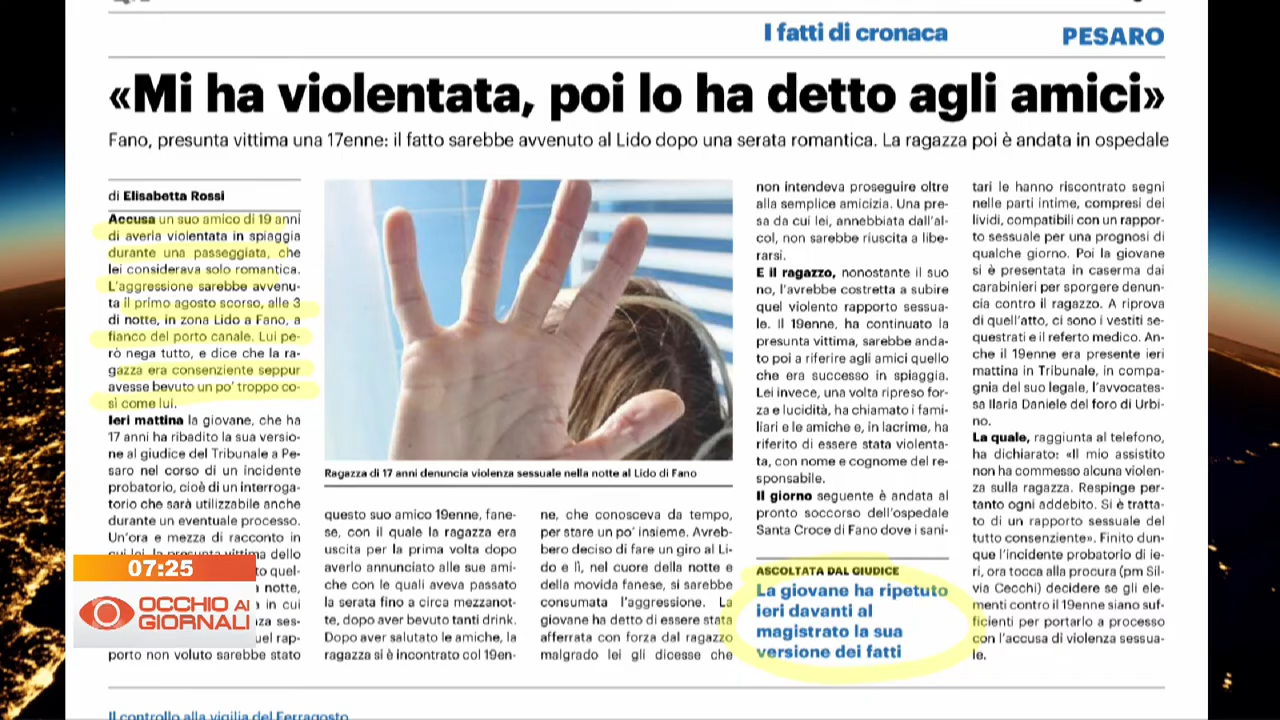 I fatti di cronaca
PESARO
«Mi ha violentata, poi lo ha detto agli amici»
Fano, presunta vittima una 17enne: il fatto sarebbe avvenuto al Lido dopo una serata romantica. La ragazza poi è andata in ospedale
di Elisabetta Rossi
Accusa un suo amico di 19 anni
di averla violentata in spiaggia
durante una passeggiata, che
lei considerava solo romantica.
L'aggressione sarebbe avvenu-
ta il primo agosto scorso, alle 3
di notte, in zona Lido a Fano, a
fianco del porto canale. Lui pe-
rò nega tutto, e dice che la ra-
gazza era consenziente seppur
avesse bevuto un po' troppo co-
sì come lui.
Ieri mattina la giovane, che ha
17 anni ha ribadito la sua versio-
ne al giudice del Tribunale a Pe-
saro nel corso di un incidente
probatorio, cioè di un interroga-
torio che sarà utilizzabile anche
durante un eventuale processo.
Un'ora e mezza di racconto in
cui lei, la presunta vittima dello
to quel-
notte,
a in cui
za ses-
uel rap-
porto non voluto sarebbe stato
Ragazza di 17 anni denuncia violenza sessuale nella notte al Lido di Fano
questo suo amico 19enne, fane-
se, con il quale la ragazza era
uscita per la prima volta dopo
averlo annunciato alle sue ami-
che con le quali aveva passato
la serata fino a circa mezzanot-
te, dopo aver bevuto tanti drink.
Dopo aver salutato le amiche, la
ragazza si è incontrato col 19en-
ne, che conosceva da tempo,
per stare un po' insieme. Avreb-
bero deciso di fare un giro al Li-
do e lì, nel cuore della notte e
della movida fanese, si sarebbe
consumata l'aggressione. La
giovane ha detto di essere stata
afferrata con forza dal ragazzo
malgrado lei gli dicesse che
non intendeva proseguire oltre
alla semplice amicizia. Una pre-
sa da cui lei, annebbiata dall'al-
col, non sarebbe riuscita a libe-
rarsi.
E il ragazzo, nonostante il suo
no, l'avrebbe costretta a subire
quel violento rapporto sessua-
le. Il 19enne, ha continuato la
presunta vittima, sarebbe anda-
to poi a riferire agli amici quello
che era successo in spiaggia.
Lei invece, una volta ripreso for-
za e lucidità, ha chiamato i fami-
liari e le amiche e, in lacrime, ha
riferito di essere stata violenta-
ta, con nome e cognome del re-
sponsabile.
Il giorno seguente è andata al
pronto soccorso dell'ospedale
Santa Croce di Fano dove i sani-
ASCOLTATA DAL GIUDICE
La giovane ha ripetuto
ieri davanti al
magistrato la sua
versione dei fatti
tari le hanno riscontrato segni
nelle parti intime, compresi dei
lividi, compatibili con un rappor-
to sessuale per una prognosi di
qualche giorno. Poi la giovane
si è presentata in caserma dai
carabinieri per sporgere denun-
cia contro il ragazzo. A riprova
di quell'atto, ci sono i vestiti se-
questrati e il referto medico. An-
che il 19enne era presente ieri
mattina in Tribunale, in compa-
gnia del suo legale, l'avvocates-
sa Ilaria Daniele del foro di Urbi-
no.
La quale, raggiunta al telefono,
ha dichiarato: «Il mio assistito
non ha commesso alcuna violen-
za sulla ragazza. Respinge per-
tanto ogni addebito. Si è tratta-
to di un rapporto sessuale del
tutto consenziente». Finito dun-
que l'incidente probatorio di ie-
ri, ora tocca alla procura (pm Sil-
via Cecchi) decidere se gli ele-
menti contro il 19enne siano suf-
ficienti per portarlo a processo
con l'accusa di violenza sessua-
le.
07:25
OCCHIO AI
GIORNALI
Il controllo alla vigilia del Ferragosto